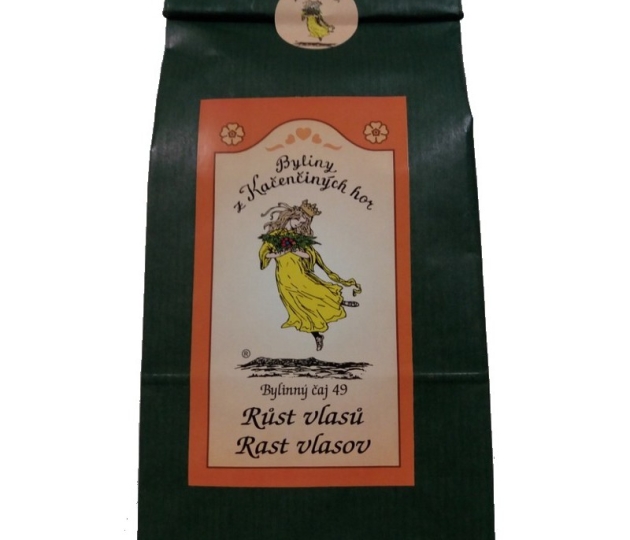 Byliny
z Kačenčiných hor
®
Bylinný čaj 49
Růst vlasů
Rast vlasov